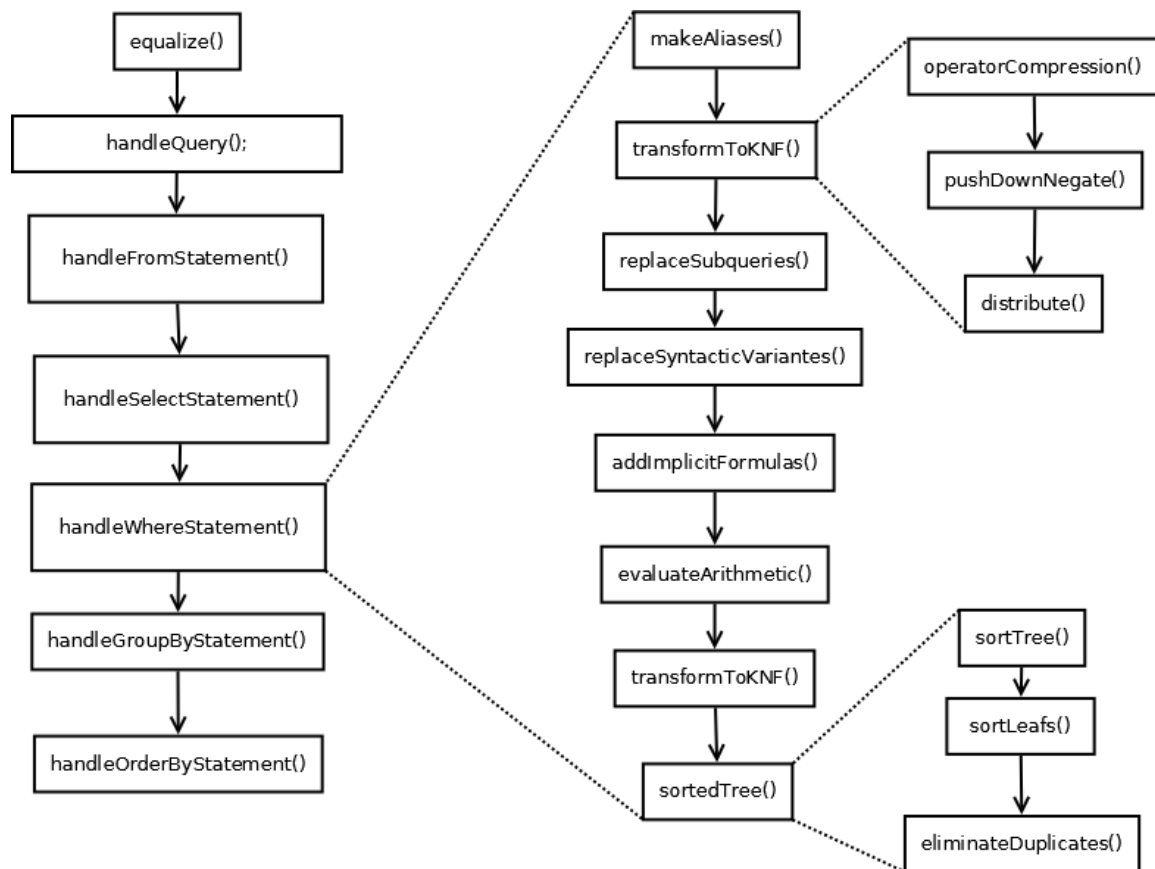 equalize()
handleQuery();
handleFromStatement()
handleSelectStatement()
handleWhereStatement()
handleGroupByStatement()
handleOrderByStatement()
makeAliases()
transformToKNF()
replaceSubqueries()
replaceSyntacticVariantes()
addImplicitFormulas()
evaluateArithmetic()
transformToKNF()
sortedTree()
operatorCompression()
pushDownNegate()
distribute()
sortTree()
sortLeafs()
eliminateDuplicates()